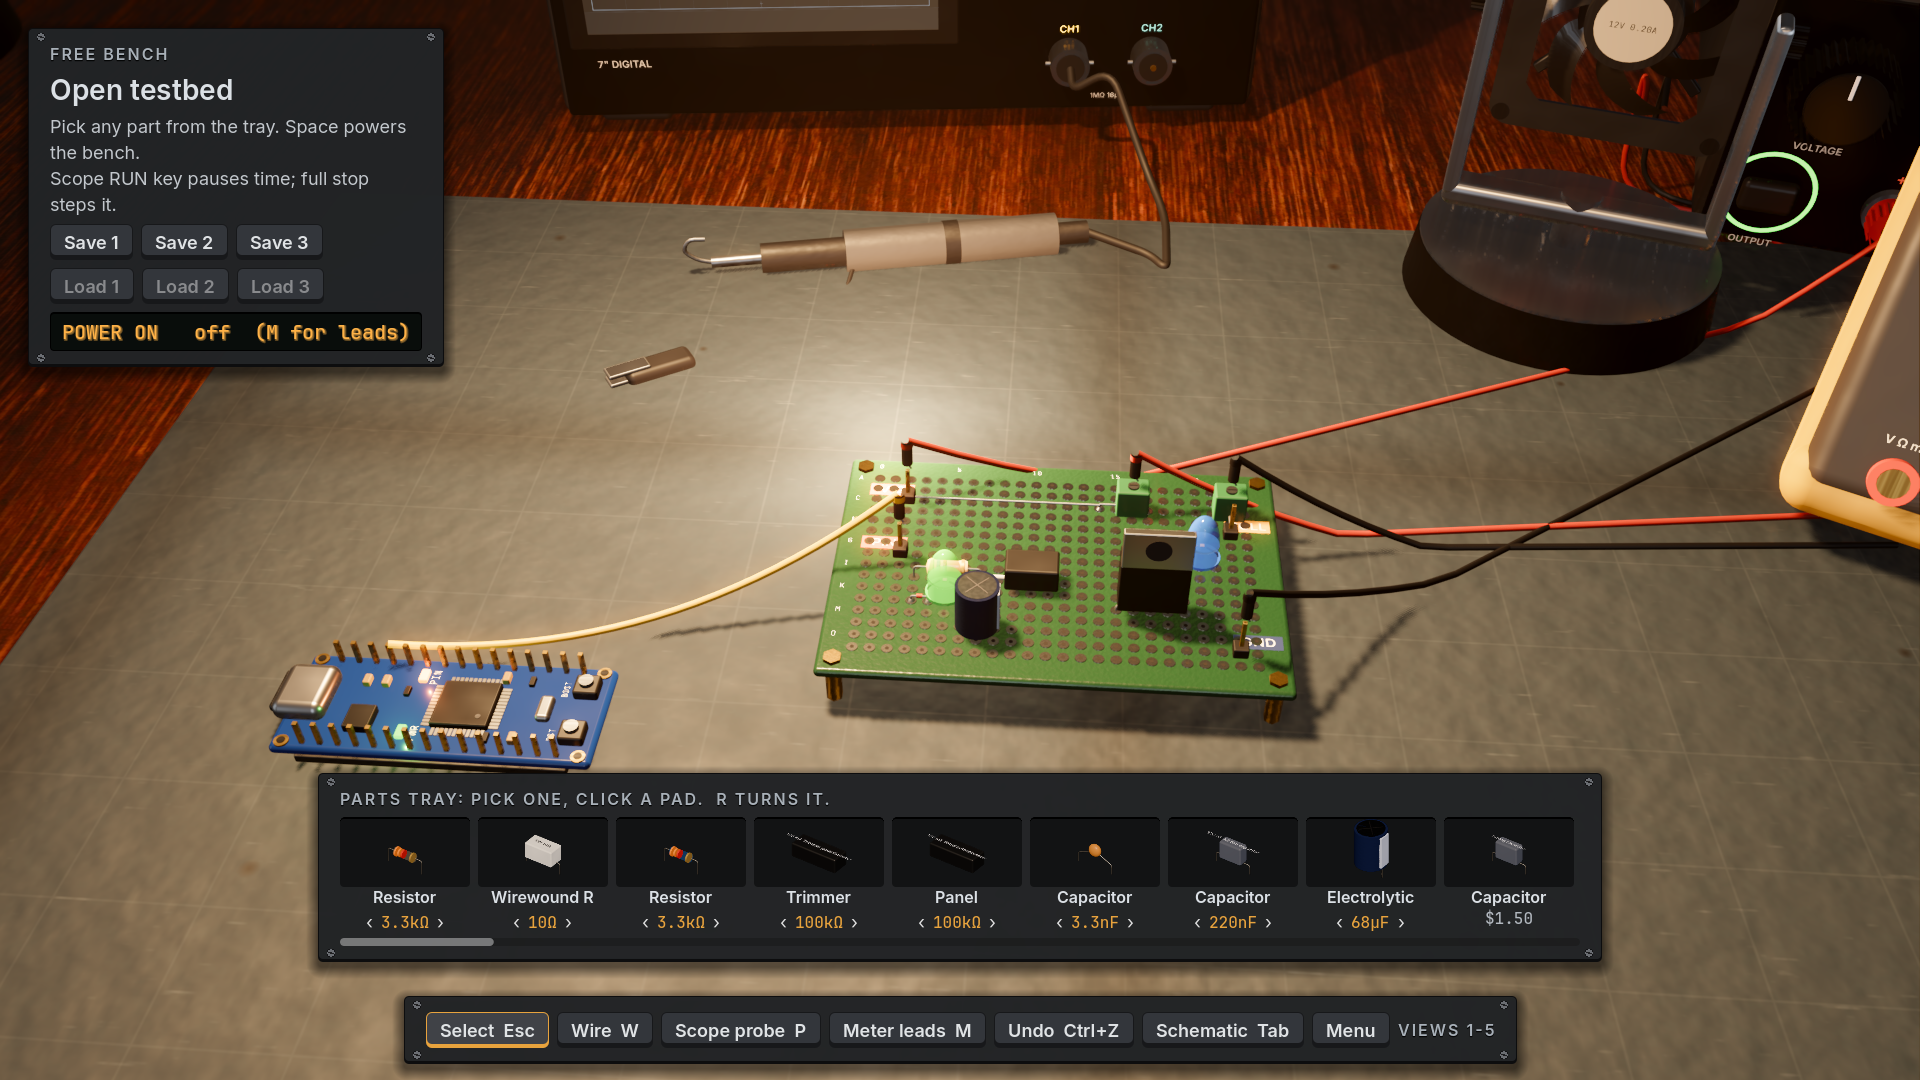 FREE BENCH
Open testbed
Pick any part from the tray. Space powers
the bench.
Scope RUN key pauses time; full stop
steps it.
Save 1 Save 2 Save 3
Load 1 Load 2 Load 3
POWER ON off (M for leads)
7" DIGITAL
CH1
CH2
12V 0.20A
VOLTAGE
OUTPUT
PARTS TRAY: PICK ONE, CLICK A PAD. R TURNS IT.
Resistor Wirewound R Resistor Trimmer Panel Capacitor Capacitor Electrolytic Capacitor
‹ 3.3kΩ › ‹ 10Ω › ‹ 3.3kΩ › ‹ 100kΩ › ‹ 100kΩ › ‹ 3.3nF › ‹ 220nF › ‹ 68µF › $1.50
Select Esc Wire W Scope probe P Meter leads M Undo Ctrl+Z Schematic Tab Menu VIEWS 1-5